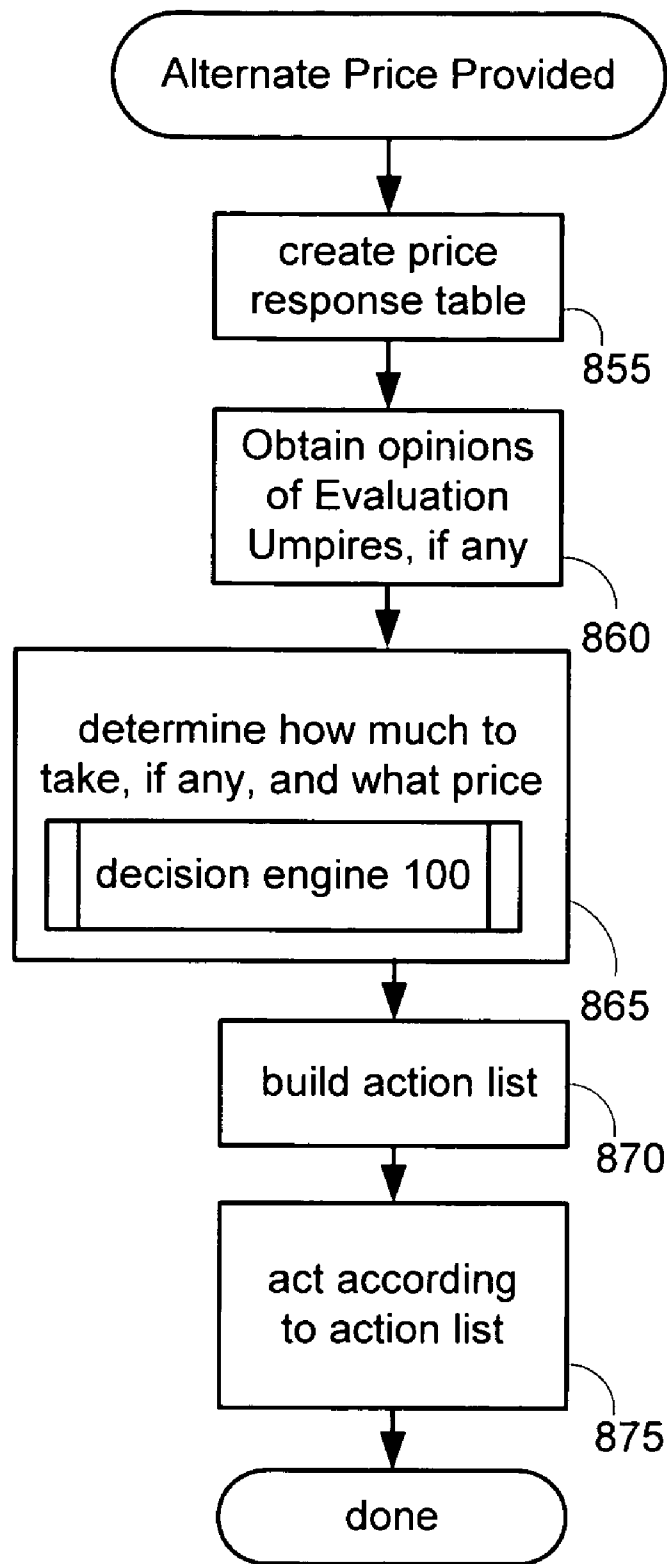 Alternate Price Provided
create price
response table
855
Obtain opinions
of Evaluation
Umpires, if any
860
determine how much to
take, if any, and what price
decision engine 100
865
build action list
870
act according
to action list
875
done